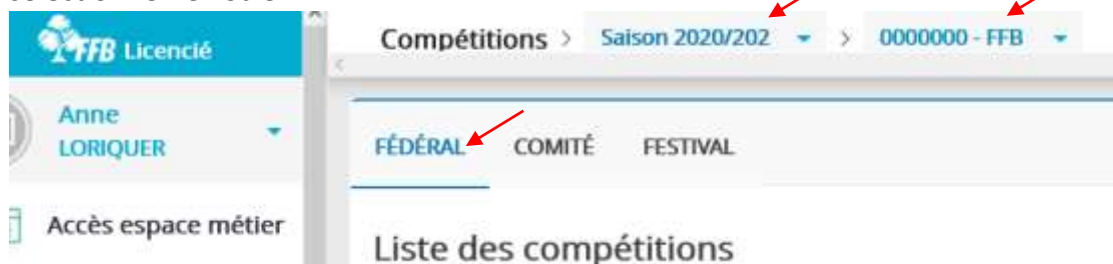 FFB Licencié
Compétitions > Saison 2020/202 > 0000000 - FFB
Anne
LORIQUER
FÉDÉRAL COMITÉ FESTIVAL
Accès espace métier
Liste des compétitions